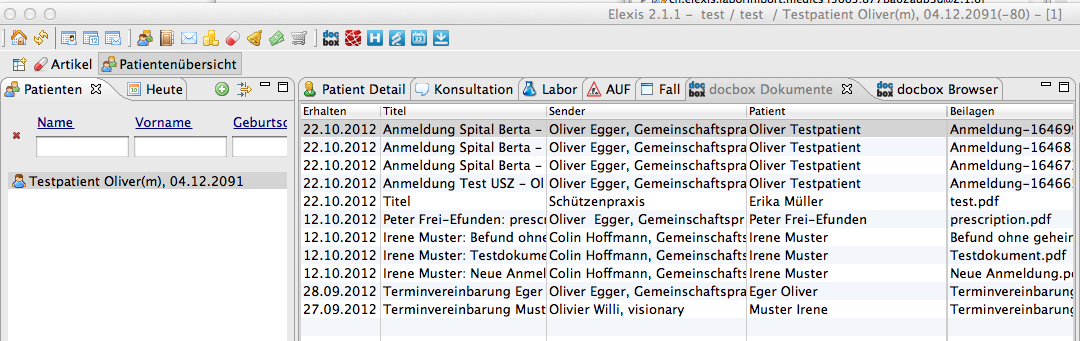 Elexis 2.1.1 – test / test / Testpatient Oliver(m), 04.12.2091(-80) - [1]
doc box H
Artikel Patientenübersicht
Patienten Heute Patient Detail Konsultation Labor AUF Fall docbox Dokumente docbox Browser
Name Vorname Geburtsd
Testpatient Oliver(m), 04.12.2091
Erhalten Titel Sender Patient Beilagen
22.10.2012 Anmeldung Spital Berta – Oliver Egger, Gemeinschaftspra Oliver Testpatient Anmeldung-164699
22.10.2012 Anmeldung Spital Berta – Oliver Egger, Gemeinschaftspra Oliver Testpatient Anmeldung-16468
22.10.2012 Anmeldung Spital Berta – Oliver Egger, Gemeinschaftspra Oliver Testpatient Anmeldung-16467
22.10.2012 Anmeldung Test USZ – Ol Oliver Egger, Gemeinschaftspra Oliver Testpatient Anmeldung-16466
22.10.2012 Titel Schützenpraxis Erika Müller test.pdf
12.10.2012 Peter Frei-Efunden: prescr Oliver Egger, Gemeinschaftspr Peter Frei-Efunden prescription.pdf
12.10.2012 Irene Muster: Befund ohne Colin Hoffmann, Gemeinschafts Irene Muster Befund ohne gehein
12.10.2012 Irene Muster: Testdokume Colin Hoffmann, Gemeinschafts Irene Muster Testdokument.pdf
12.10.2012 Irene Muster: Neue Anmel Colin Hoffmann, Gemeinschafts Irene Muster Neue Anmeldung.p
28.09.2012 Terminvereinbarung Eger Oliver Egger, Gemeinschaftspra Eger Oliver Terminvereinbarung
27.09.2012 Terminvereinbarung Must Olivier Willi, visionary Muster Irene Terminvereinbarung